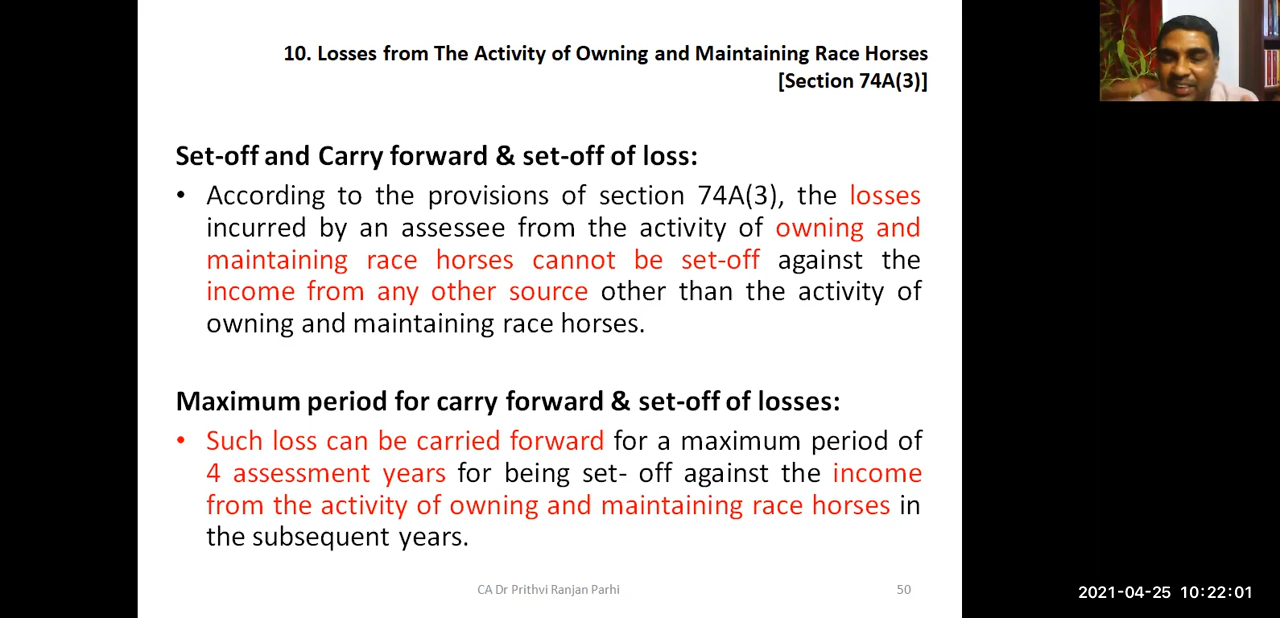 10. Losses from The Activity of Owning and Maintaining Race Horses
[Section 74A(3)]
Set-off and Carry forward & set-off of loss:
• According to the provisions of section 74A(3), the losses
incurred by an assessee from the activity of owning and
maintaining race horses cannot be set-off against the
income from any other source other than the activity of
owning and maintaining race horses.
Maximum period for carry forward & set-off of losses:
• Such loss can be carried forward for a maximum period of
4 assessment years for being set- off against the income
from the activity of owning and maintaining race horses in
the subsequent years.
CA Dr Prithvi Ranjan Parhi
50
2021-04-25 10:22:01